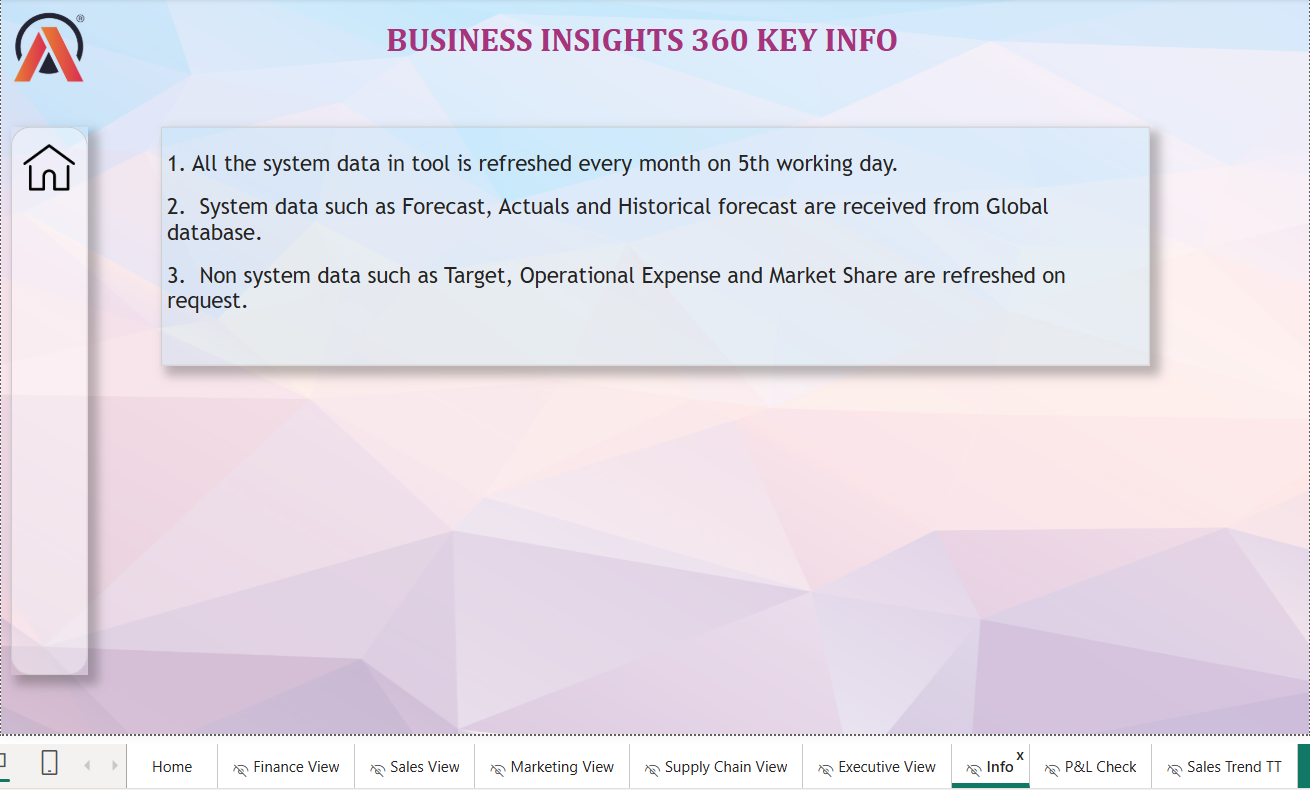 ®
BUSINESS INSIGHTS 360 KEY INFO
1. All the system data in tool is refreshed every month on 5th working day.
2.  System data such as Forecast, Actuals and Historical forecast are received from Global
database.
3.  Non system data such as Target, Operational Expense and Market Share are refreshed on
request.
Home Finance View Sales View Marketing View Supply Chain View Executive View Info X P&L Check Sales Trend TT